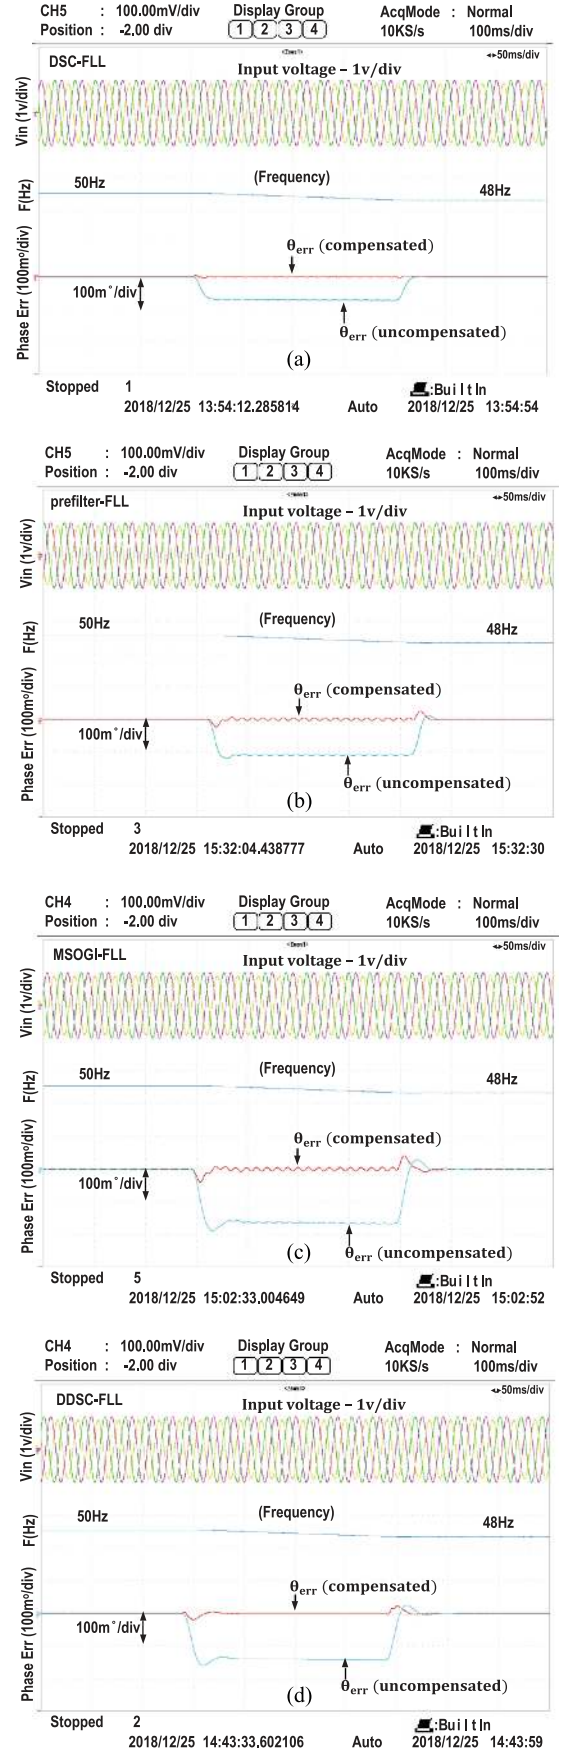 CH5 : 100.00mV/div Display Group AcqMode : Normal
Position : -2.00 div 1 2 3 4 10KS/s 100ms/div
50ms/div
DSC-FLL
Input voltage – 1v/div
Vin (1v/div)
50Hz (Frequency) 48Hz
F(Hz)
θerr (compensated)
100m°/div
Phase Err (100mº/div)
θerr (uncompensated)
(a)
Stopped 1 :BuiltIn
2018/12/25 13:54:12.285814 Auto 2018/12/25 13:54:54
CH5 : 100.00mV/div Display Group AcqMode : Normal
Position : -2.00 div 1 2 3 4 10KS/s 100ms/div
50ms/div
prefilter-FLL
Input voltage – 1v/div
Vin (1v/div)
50Hz (Frequency) 48Hz
F(Hz)
θerr (compensated)
100m°/div
Phase Err (100mº/div)
θerr (uncompensated)
(b)
Stopped 3 :BuiltIn
2018/12/25 15:32:04.438777 Auto 2018/12/25 15:32:30
CH4 : 100.00mV/div Display Group AcqMode : Normal
Position : -2.00 div 1 2 3 4 10KS/s 100ms/div
50ms/div
MSOGI-FLL
Input voltage – 1v/div
Vin (1v/div)
50Hz (Frequency) 48Hz
F(Hz)
θerr (compensated)
100m°/div
Phase Err (100mº/div)
θerr (uncompensated)
(c)
Stopped 5 :BuiltIn
2018/12/25 15:02:33,004649 Auto 2018/12/25 15:02:52
CH4 : 100,00mV/div Display Group AcqMode : Normal
Position : -2.00 div 1 2 3 4 10KS/s 100ms/div
50ms/div
DDSC-FLL
Input voltage – 1v/div
Vin (1v/div)
50Hz (Frequency) 48Hz
F(Hz)
θerr (compensated)
100m°/div
Phase Err (100mº/div)
θerr (uncompensated)
(d)
Stopped 2 :BuiltIn
2018/12/25 14:43:33,602106 Auto 2018/12/25 14:43:59